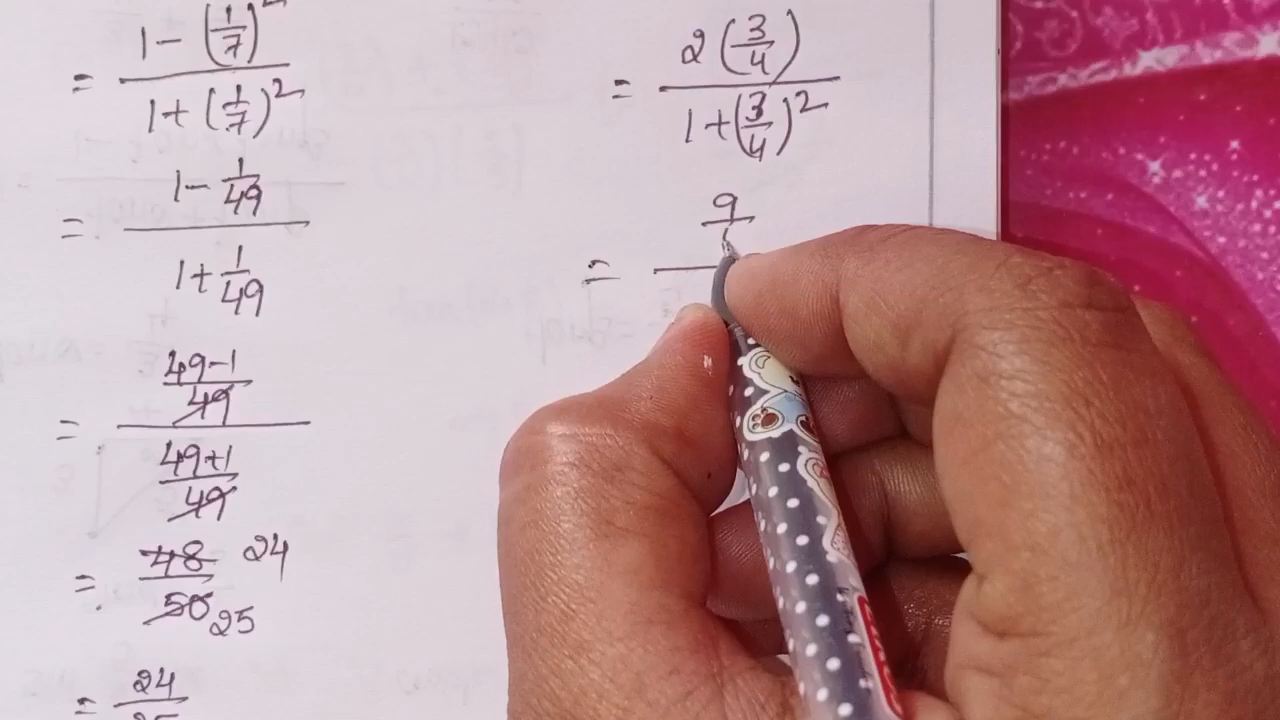 = (1 - (1/7)^2) / (1 + (1/7)^2)
= (1 - 1/49) / (1 + 1/49)
= ((49-1)/49) / ((49+1)/49)
= 48/50 24 25
= 24/25
= 2(3/4) / (1+(3/4)^2)
= 9/